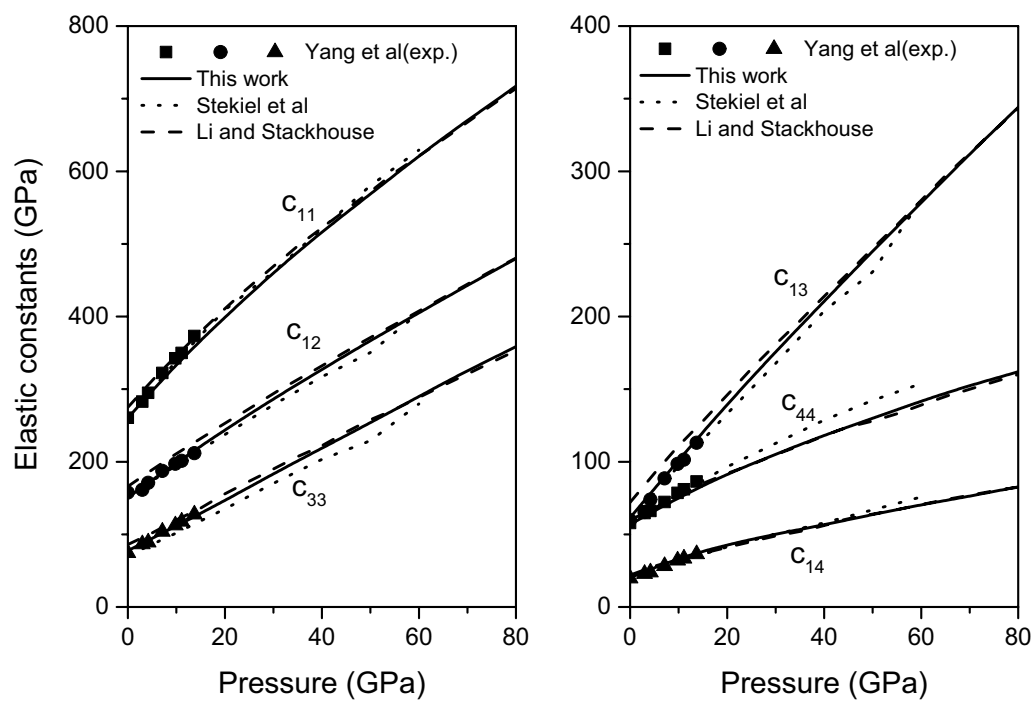 Elastic constants (GPa)
800
600
400
200
0
Yang et al(exp.)
This work
Stekiel et al
Li and Stackhouse
c11
c12
c33
0 20 40 60 80
Pressure (GPa)
400
300
200
100
0
Yang et al(exp.)
This work
Stekiel et al
Li and Stackhouse
c13
c44
c14
0 20 40 60 80
Pressure (GPa)